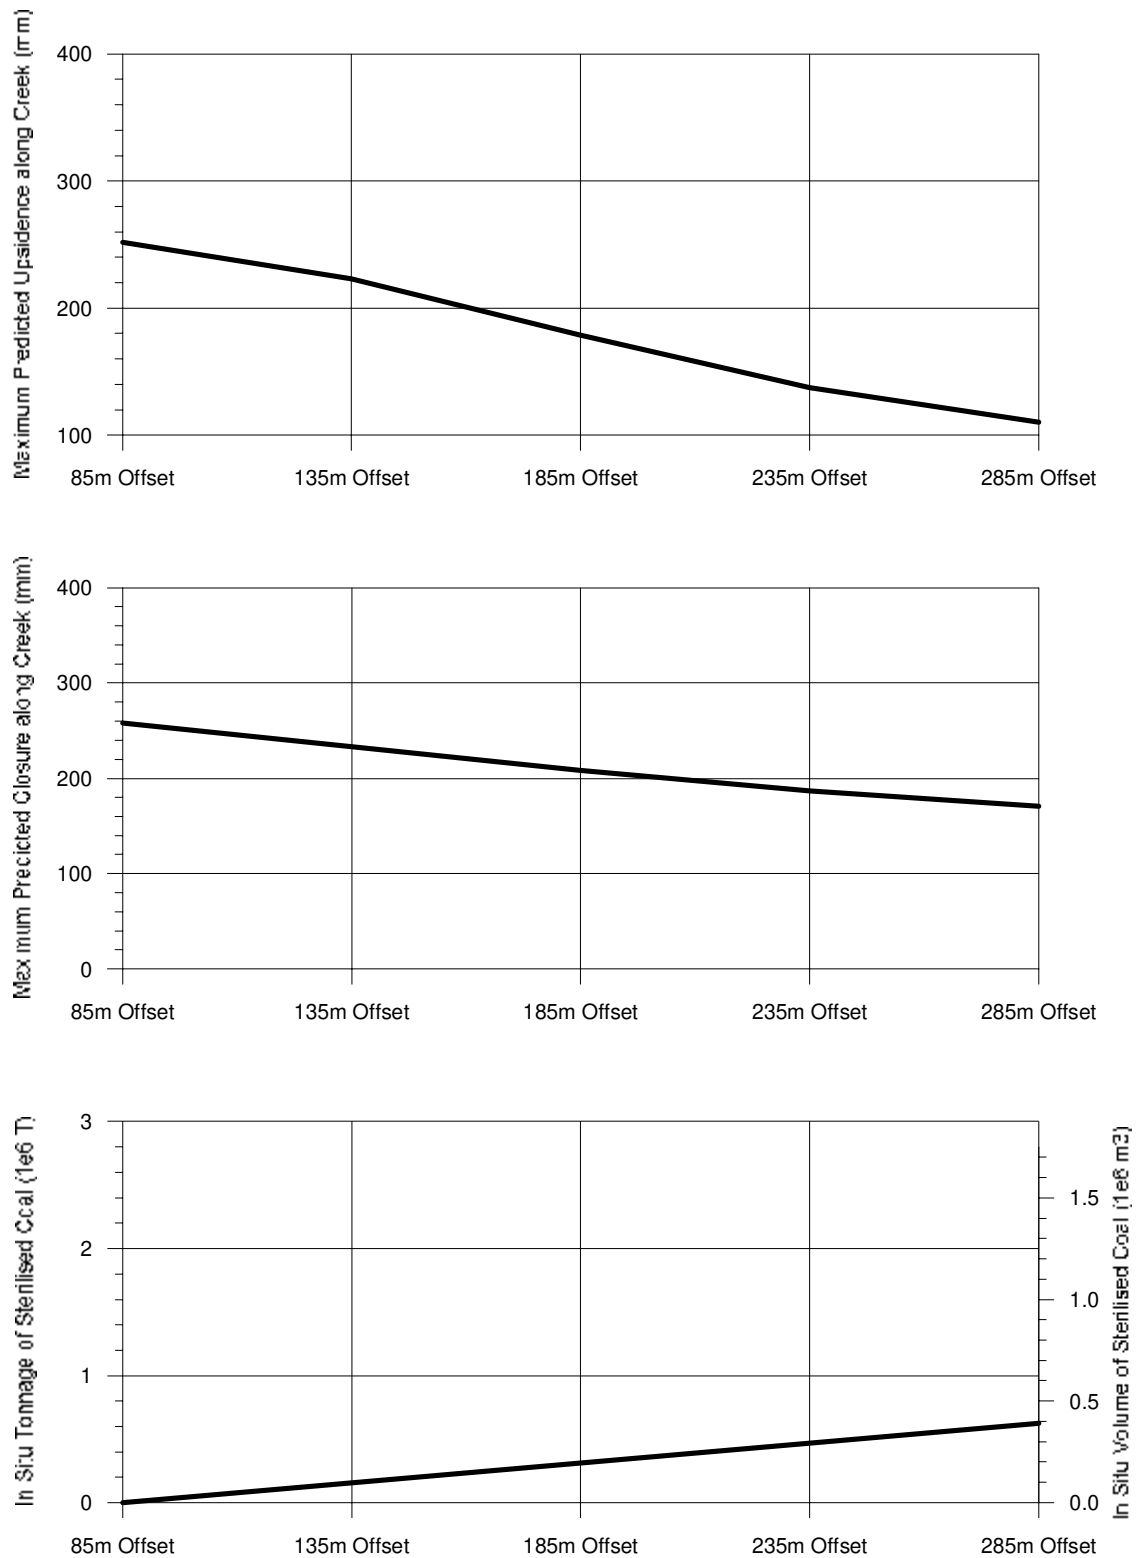 Maximum Predicted Upsidence along Creek (mm)
400
300
200
100
85m Offset 135m Offset 185m Offset 235m Offset 285m Offset
Maximum Predicted Closure along Creek (mm)
400
300
200
100
0
85m Offset 135m Offset 185m Offset 235m Offset 285m Offset
In Situ Tonnage of Sterilised Coal (1e6 T)
3
2
1
0
1.5
1.0
0.5
0.0
In Situ Volume of Sterilised Coal (1e6 m3)
85m Offset 135m Offset 185m Offset 235m Offset 285m Offset